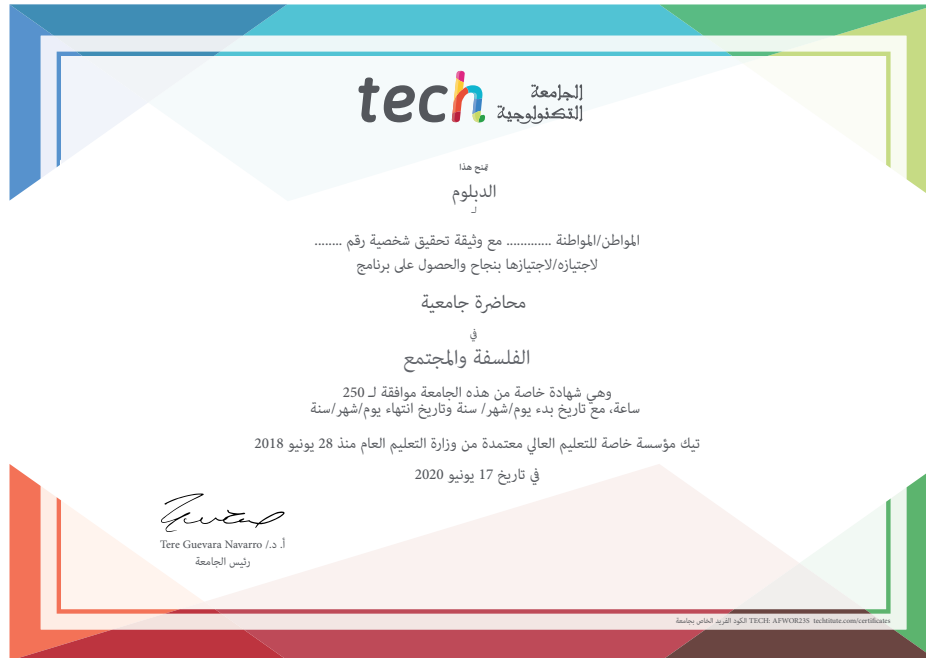 tech الجامعة
التكنولوجية
تمنح هذا
الدبلوم
لـ
المواطن/المواطنة ............. مع وثيقة تحقيق شخصية رقم ........
لاجتيازه/لاجتيازها بنجاح والحصول على برنامج
محاضرة جامعية
في
الفلسفة والمجتمع
وهي شهادة خاصة من هذه الجامعة موافقة لـ 250
ساعة، مع تاريخ بدء يوم/شهر/ سنة وتاريخ انتهاء يوم/شهر/سنة
تيك مؤسسة خاصة للتعليم العالي معتمدة من وزارة التعليم العام منذ 28 يونيو 2018
في تاريخ 17 يونيو 2020
أ. د./ Tere Guevara Navarro
رئيس الجامعة
الكود الفريد الخاص بجامعة TECH: AFWOR23S techtitute.com/certificates